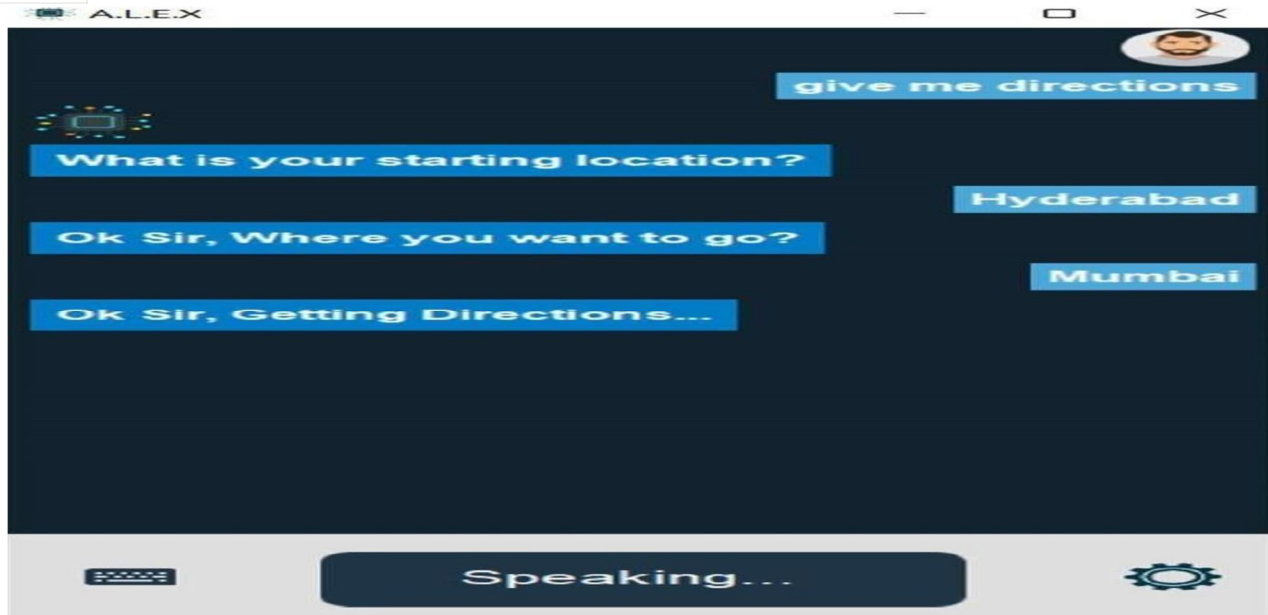 A.L.E.X
give me directions
What is your starting location?
Hyderabad
Ok Sir, Where you want to go?
Mumbai
Ok Sir, Getting Directions...
Speaking...